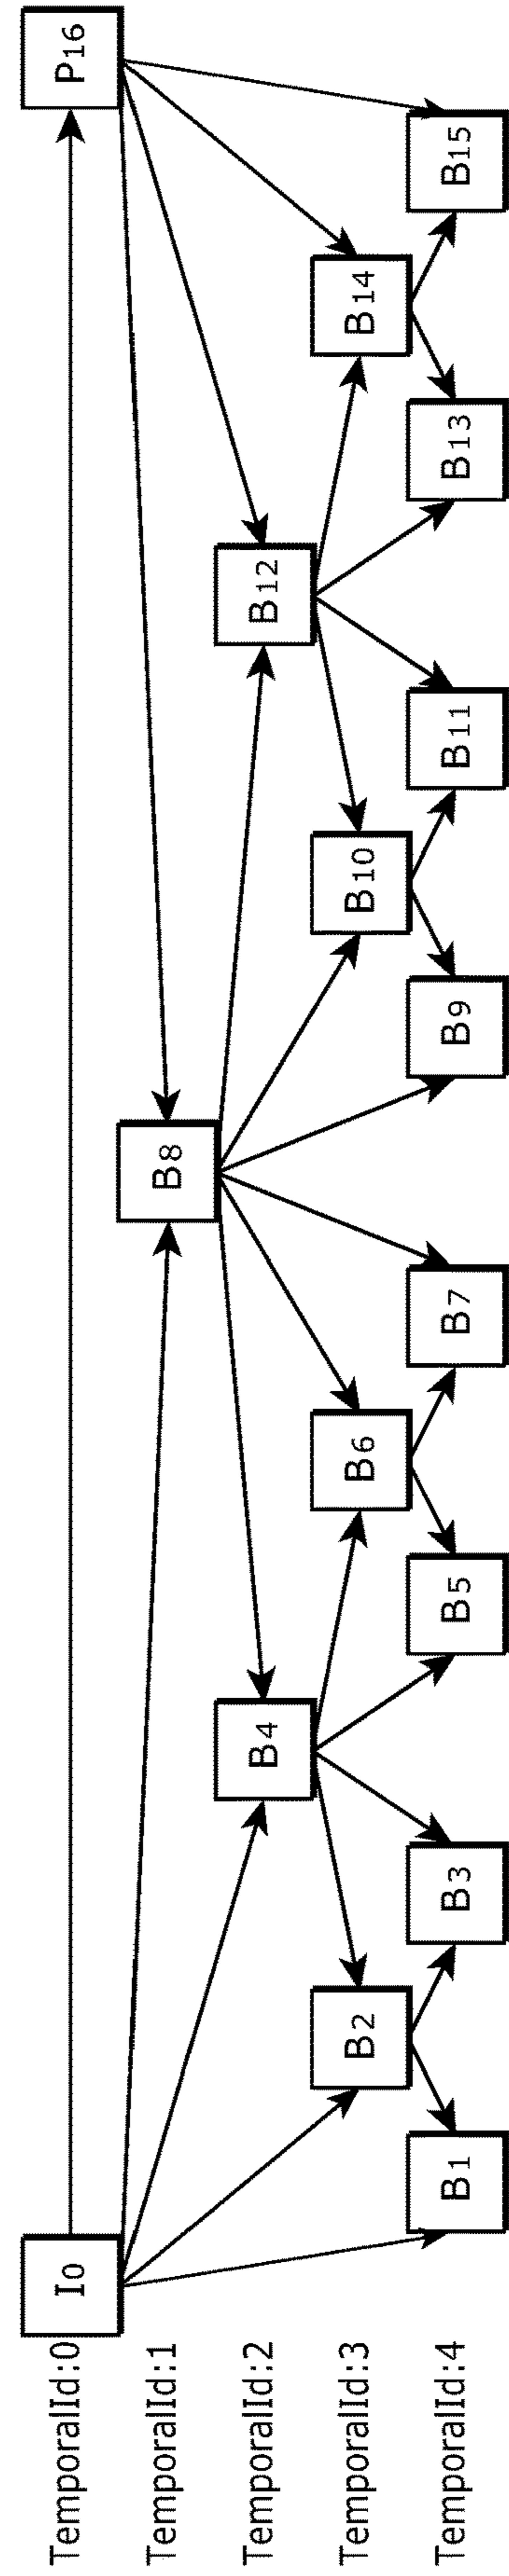 TemporalId:0
I0
P16
TemporalId:1
B8
TemporalId:2
B4
B12
TemporalId:3
B2
B6
B10
B14
TemporalId:4
B1
B3
B5
B7
B9
B11
B13
B15